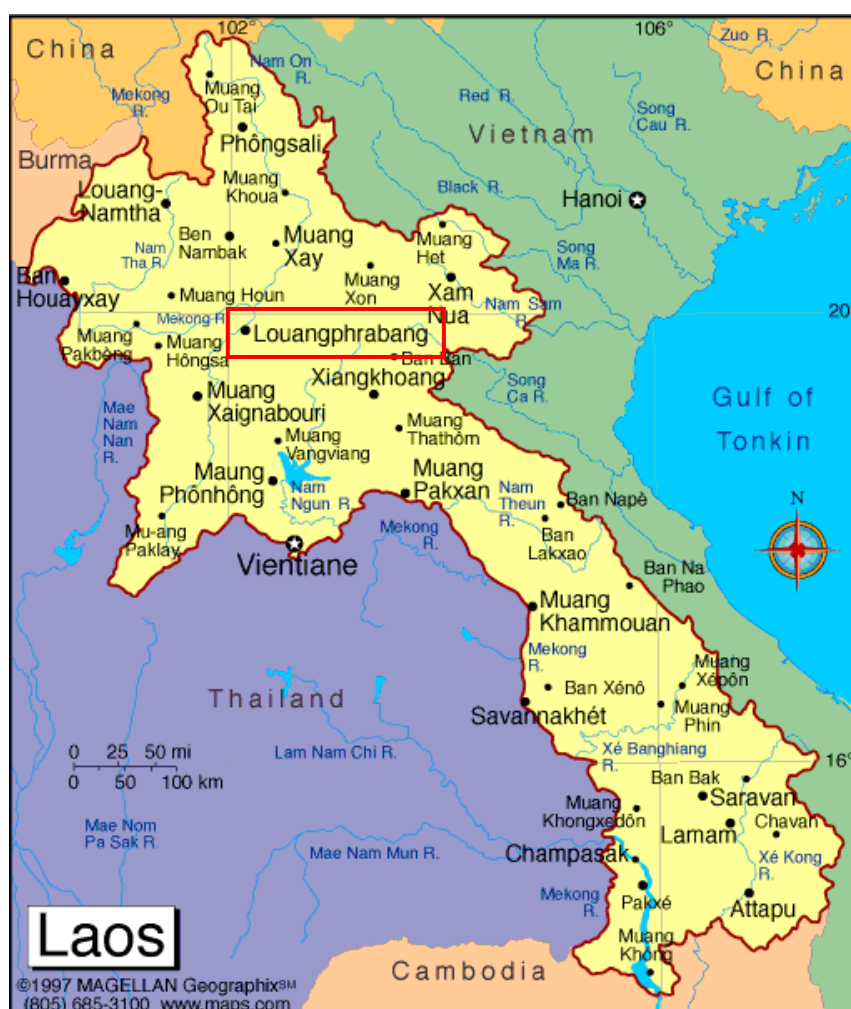 102°
106°
China
Zuo R.
China
Nam On
R.
Muang
Ou Tai
Mekong
R.
Red R.
Song
Cau R.
Vietnam
Phôngsali
Burma
Muang
Khoua
Black R.
Louang-
Namtha
Hanoi
Ben
Nambak
Muang
Xay
Muang
Het
Nam
Tha R.
Song
Ma R.
Ban
Houayxay
Muang
Xon
Xam
Nua
Muang Houn
Nam Sam
R.
20
Mekong R
Louangphrabang
Muang
Pakbèng
Muang
Hôngsa
Ban Ban
Xiangkhoang
Song
Ca R.
Muang
Xaignabouri
Gulf of
Tonkin
Mae
Nam
Nan
R.
Muang
Thathôm
Muang
Vangviang
Maung
Phônhông
Muang
Pakxan
Nam
Ngun R.
Nam
Theun
R.
Ban Napè
N
Mu-ang
Paklay
Mekong
R.
Ban
Lakxao
Vientiane
Ban Na
Phao
Muang
Khammouan
Mekong
R.
Muang
Xépôn
Thailand
Ban Xénô
Savannakhét
Muang
Phin
0 25 50 mi
0 50 100 km
Lam Nam Chi R.
Xé Banghiang
R.
16°
Ban Bak
Muang
Khongxedôn
Saravan
Mae Nom
Pa Sak R.
Lamam
Chavan
Mae Nam Mun R.
Champasak
Xé Kong
R.
Mekong
R.
Pakxé
Attapu
Laos
Muang
Không
Cambodia
©1997 MAGELLAN Geographix℠
(805) 685-3100 www.maps.com